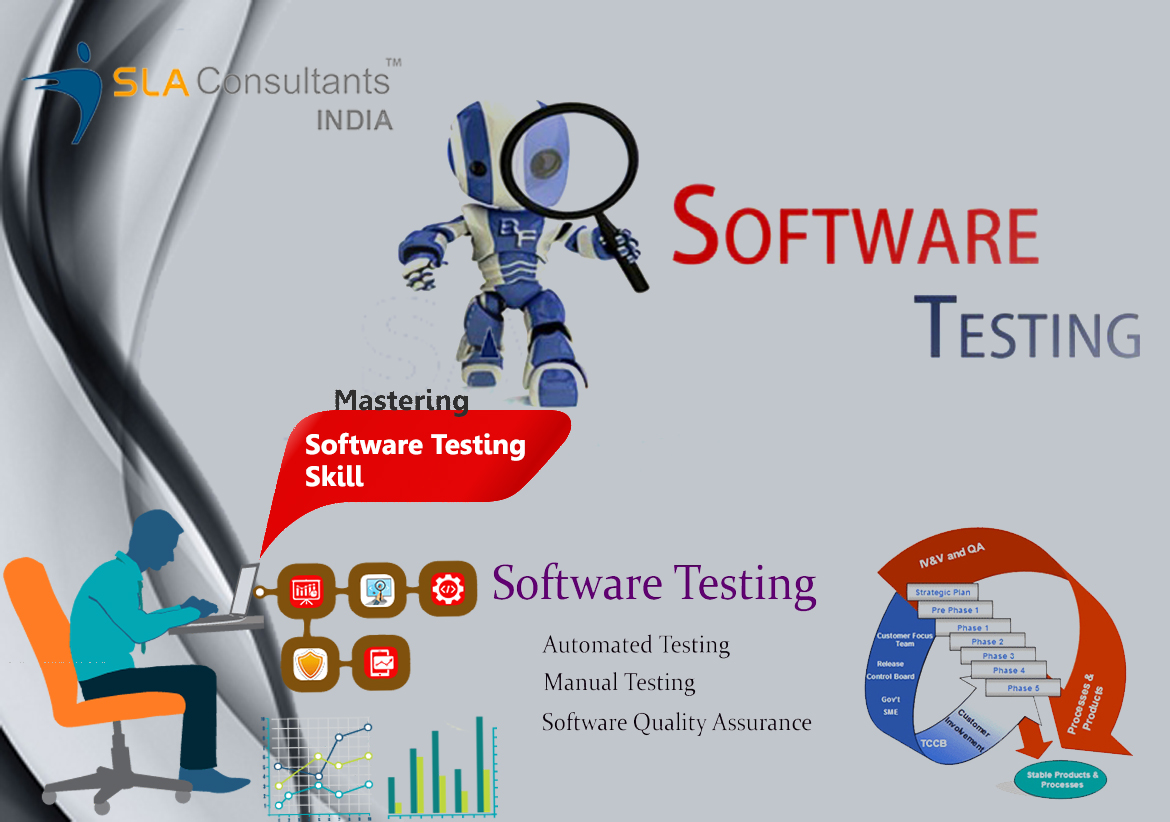 SLA Consultants™
INDIA
BF
SOFTWARE
TESTING
Mastering
Software Testing
Skill
Software Testing
Automated Testing
Manual Testing
Software Quality Assurance
IV&V and QA
Strategic Plan
Pre Phase 1
Phase 1
Phase 2
Phase 3
Phase 4
Phase 5
Customer Focus
Team
Release
Control Board
Gov't
SME
TCCB
Customer
Involvement
Processes &
Products
Stable Products &
Processes